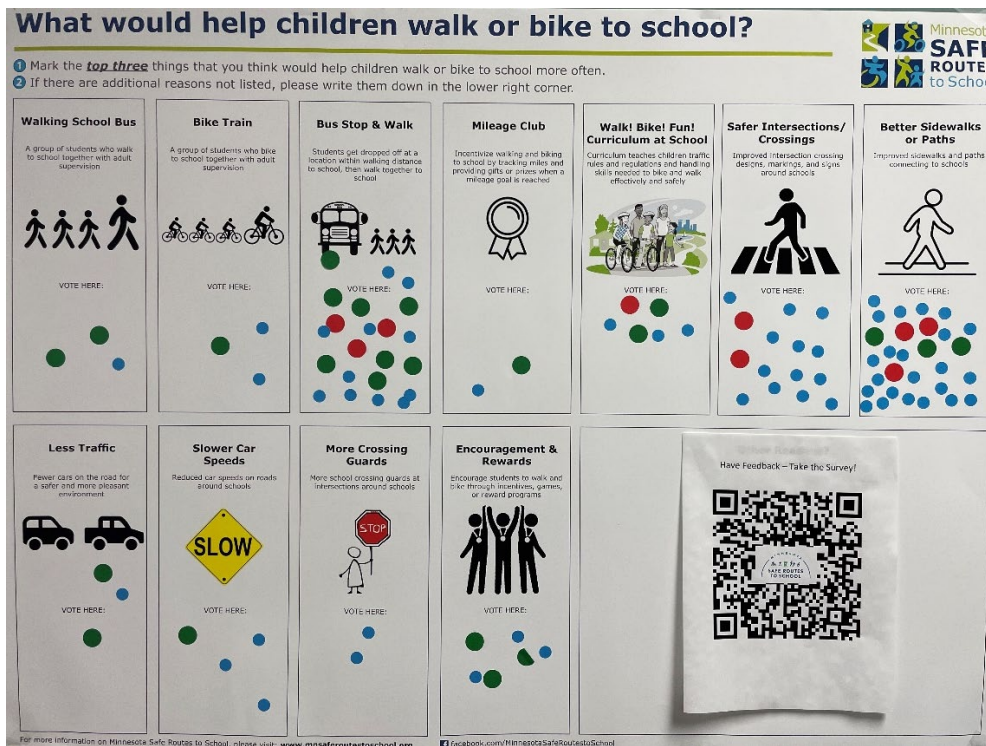 What would help children walk or bike to school?
Minnesota
SAFE
ROUTES
to School
1 Mark the top three things that you think would help children walk or bike to school more often.
2 If there are additional reasons not listed, please write them down in the lower right corner.
Walking School Bus
A group of students who walk
to school together with adult
supervision
VOTE HERE:
Bike Train
A group of students who bike
to school together with adult
supervision
VOTE HERE:
Bus Stop & Walk
Students get dropped off at a
location within walking distance
to school, then walk together to
school
VOTE HERE:
Mileage Club
Incentivize walking and biking
to school by tracking miles and
providing gifts or prizes when a
mileage goal is reached
VOTE HERE:
Walk! Bike! Fun!
Curriculum at School
Curriculum teaches children traffic
rules and regulations and handling
skills needed to bike and walk
effectively and safely
VOTE HERE:
Safer Intersections/
Crossings
Improved intersection crossing
designs, markings, and signs
around schools
VOTE HERE:
Better Sidewalks
or Paths
Improved sidewalks and paths
connecting to schools
VOTE HERE:
Less Traffic
Fewer cars on the road for
a safer and more pleasant
environment
VOTE HERE:
Slower Car
Speeds
Reduced car speeds on roads
around schools
SLOW
VOTE HERE:
More Crossing
Guards
More school crossing guards at
intersections around schools
STOP
VOTE HERE:
Encouragement &
Rewards
Encourage students to walk and
bike through incentives, games,
or reward programs
VOTE HERE:
Have Feedback – Take the Survey!
MINNESOTA
SAFE ROUTES
TO SCHOOL
For more information on Minnesota Safe Routes to School, please visit: www.mnsaferoutestoschool.org
facebook.com/MinnesotaSafeRoutestoSchool